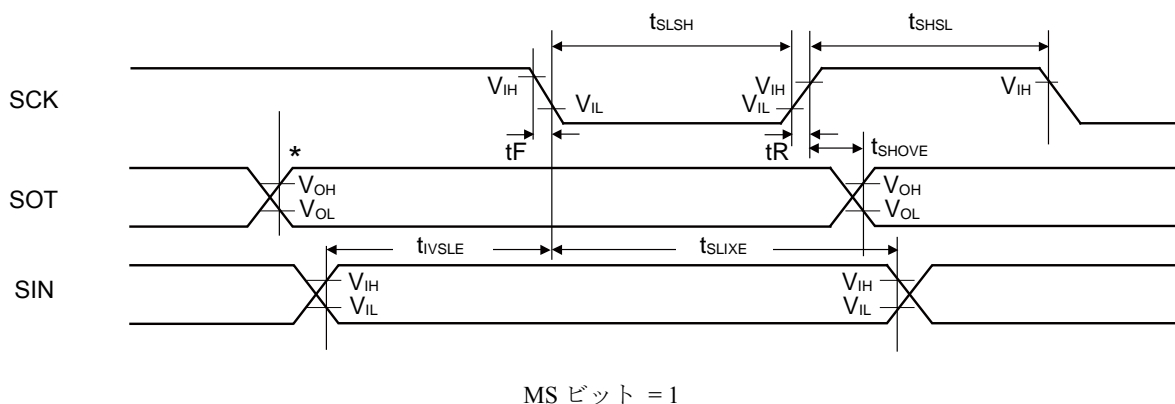 tSLSH
tSHSL
SCK
VIH
VIL
VIH
VIL
VIH
tF
tR
tSHOVE
*
SOT
VOH
VOL
VOH
VOL
tIVSLE
tSLIXE
SIN
VIH
VIL
VIH
VIL
MS ビット = 1